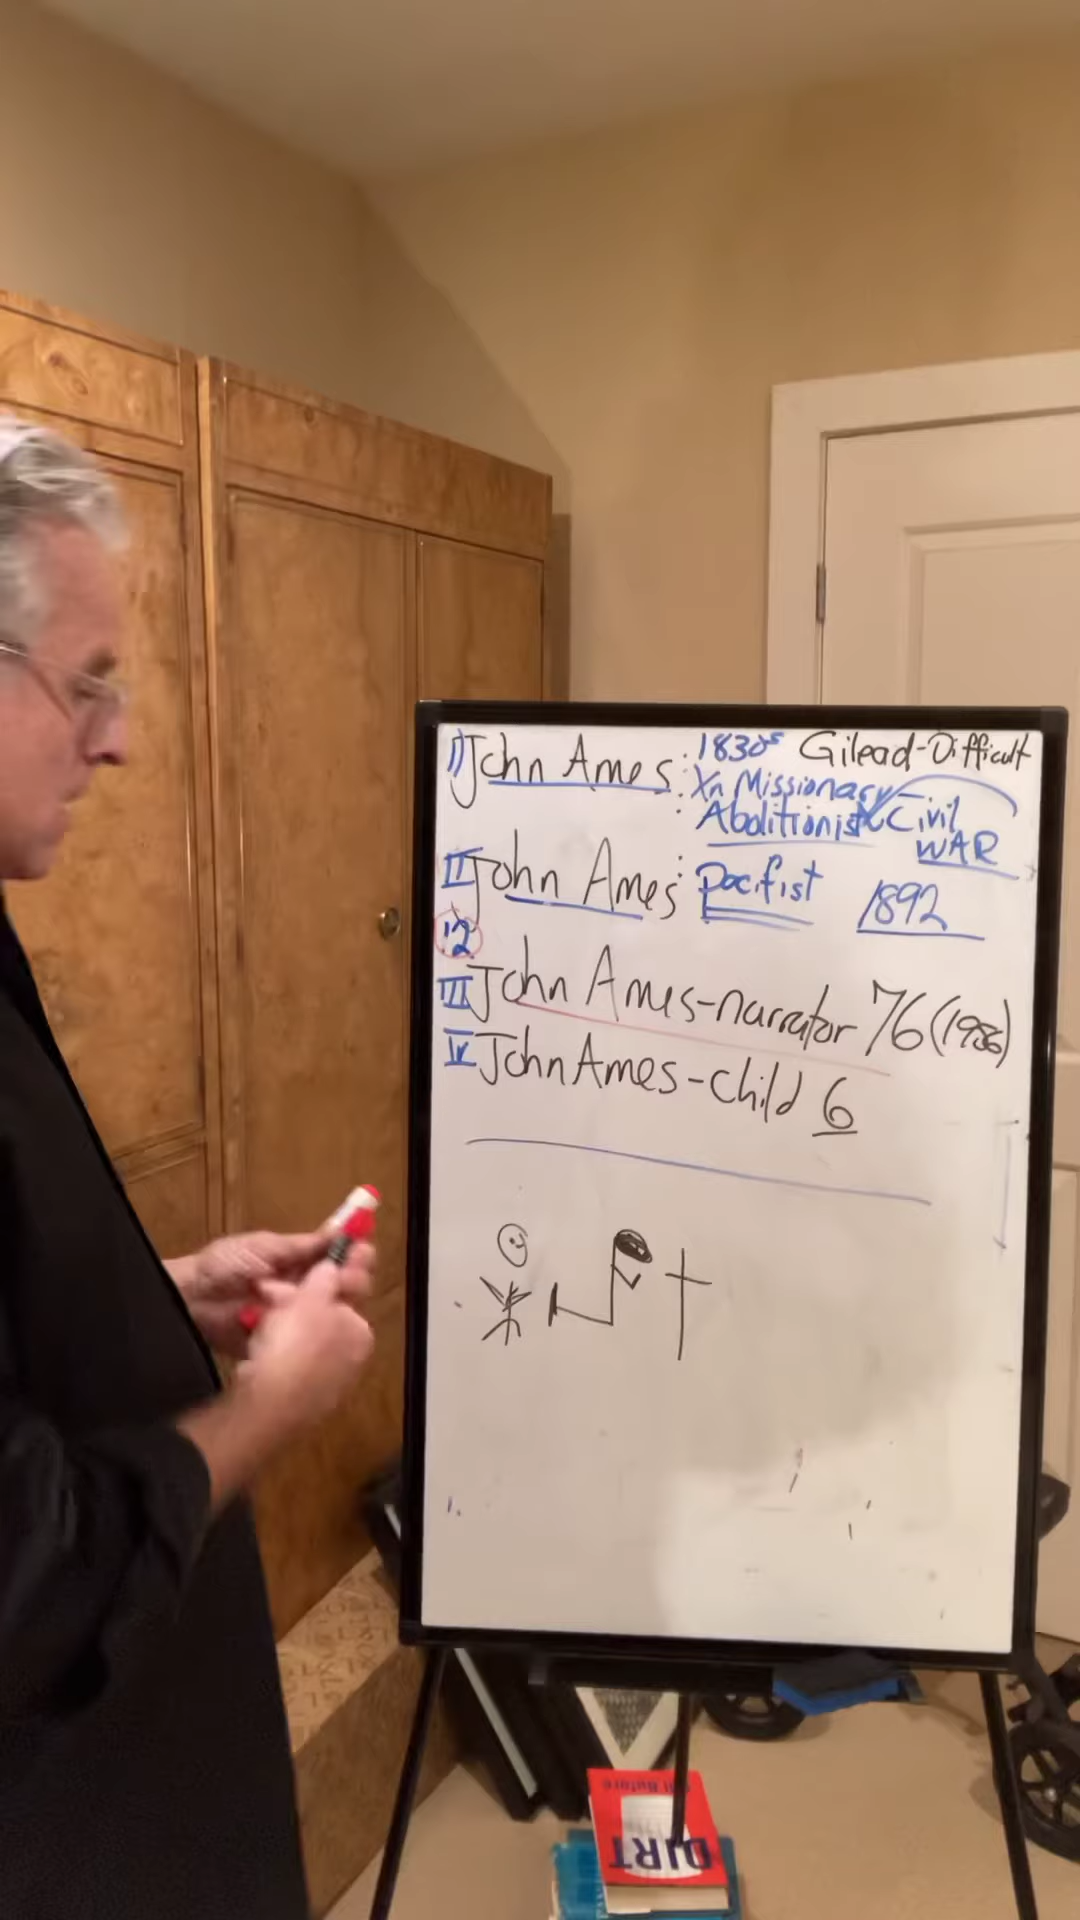 I) John Ames : 1830s Gilead-Difficult
: Xn Missionary
: Abolitionist Civil
WAR
II John Ames : Pacifist 1892
12
III John Ames-narrator 76 (1956)
IV John Ames-child 6
DIRT